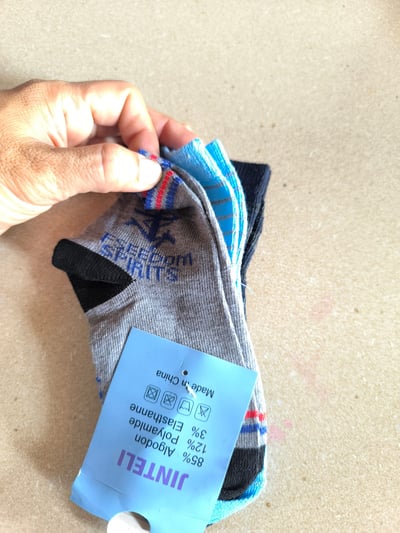 FREEDOM
SPIRITS
JINTELI
85% Algodon
12% Polyamide
3% Elasthanne
Made in China